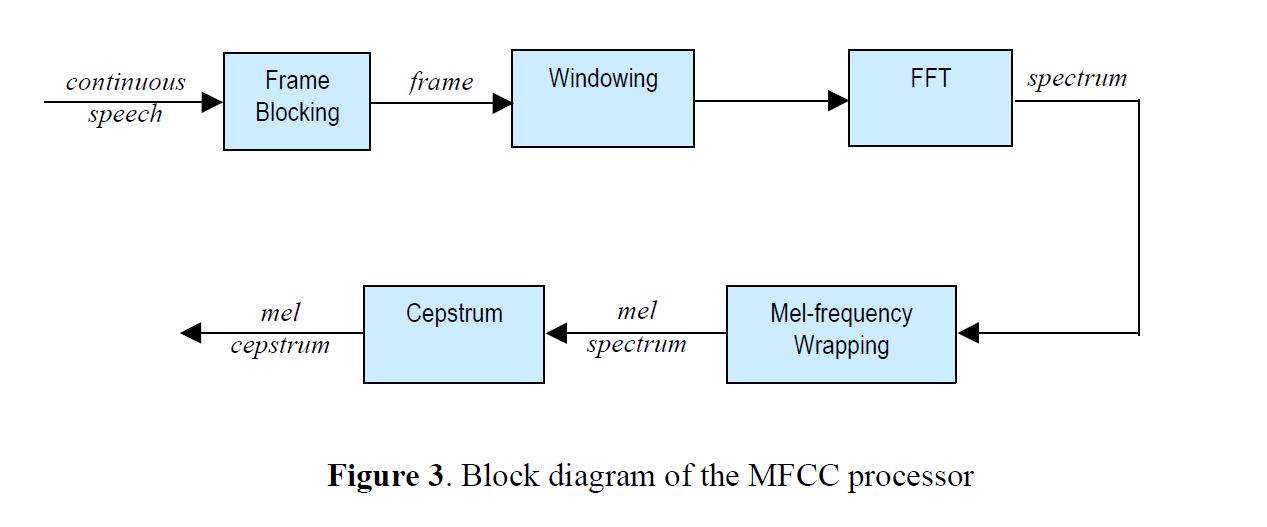 continuous
speech
Frame
Blocking
frame
Windowing
FFT
spectrum
Mel-frequency
Wrapping
mel
spectrum
Cepstrum
mel
cepstrum
Figure 3. Block diagram of the MFCC processor